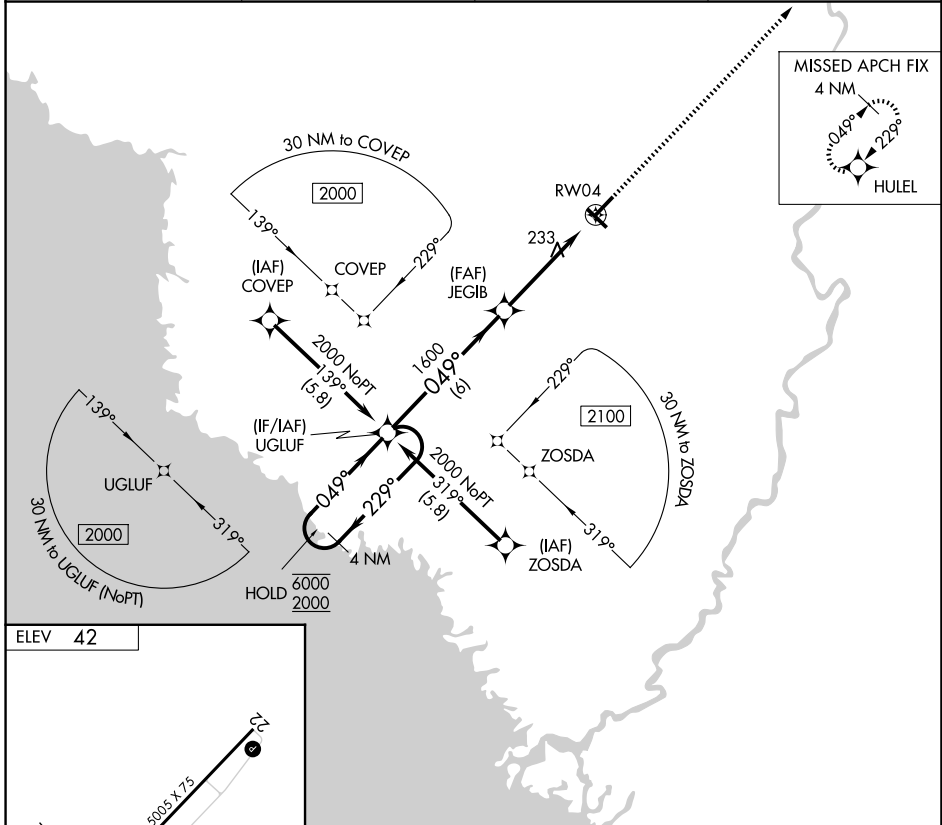 MISSED APCH FIX
4 NM
049°
229°
HULEL
30 NM to COVEP
2000
139°
229°
COVEP
RW04
233
(IAF)
COVEP
(FAF)
JEGIB
2000 NoPT
139°
(5.8)
1600
049°
(6)
229°
2100
30 NM to ZOSDA
ZOSDA
319°
139°
UGLUF
319°
2000
30 NM to UGLUF (NoPT)
(IF/IAF)
UGLUF
2000 NoPT
319°
(5.8)
049°
229°
(IAF)
ZOSDA
4 NM
HOLD 6000
2000
ELEV 42
22
P
5005 X 75